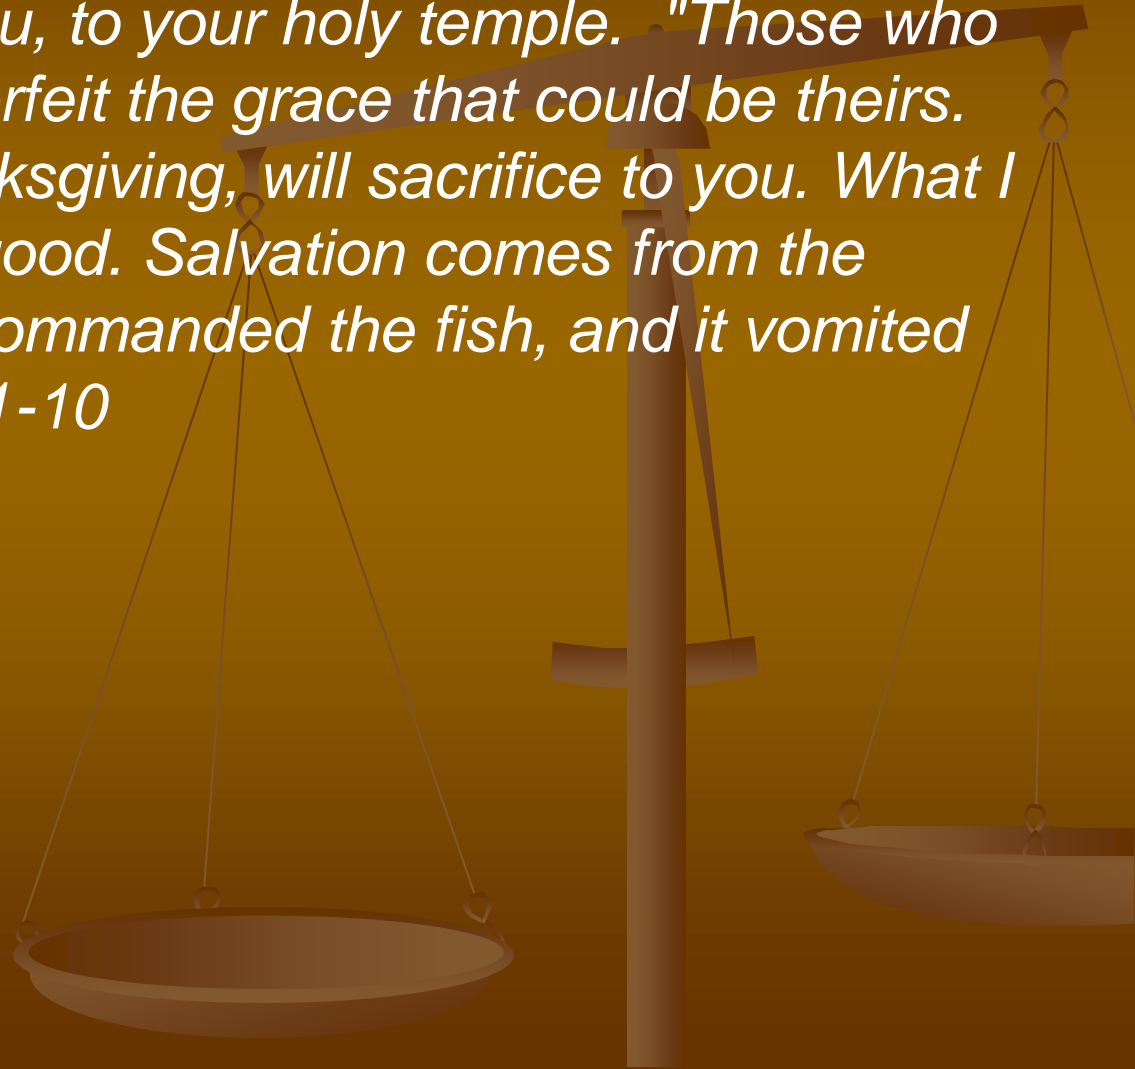 u, to your holy temple. "Those who
rfeit the grace that could be theirs.
ksgiving, will sacrifice to you. What I
ood. Salvation comes from the
ommanded the fish, and it vomited
1-10